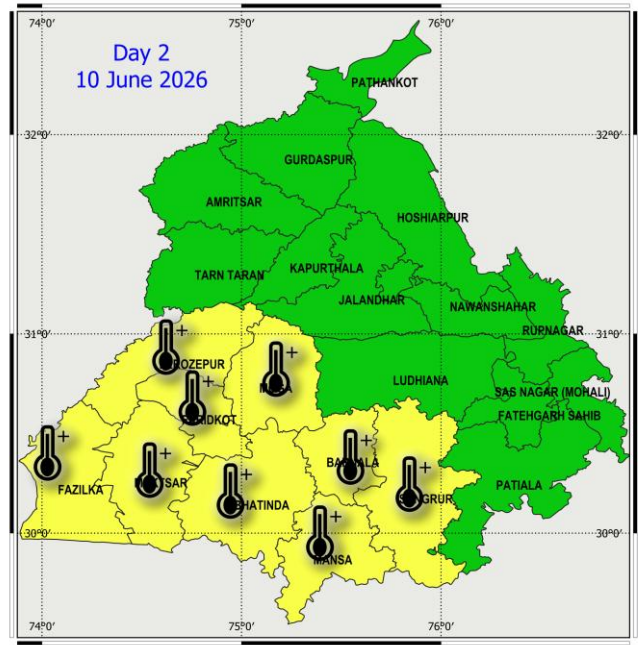 74°0'
75°0'
76°0'
Day 2
10 June 2026
PATHANKOT
32°0'
32°0'
GURDASPUR
AMRITSAR
HOSHIARPUR
TARN TARAN
KAPURTHALA
JALANDHAR
NAWANSHAHAR
RUPNAGAR
31°0'
31°0'
ROZEPUR
LUDHIANA
SAS NAGAR (MOHALI)
FATEHGARH SAHIB
PATIALA
FAZILKA
BHATINDA
MANSA
30°0'
30°0'
74°0'
75°0'
76°0'